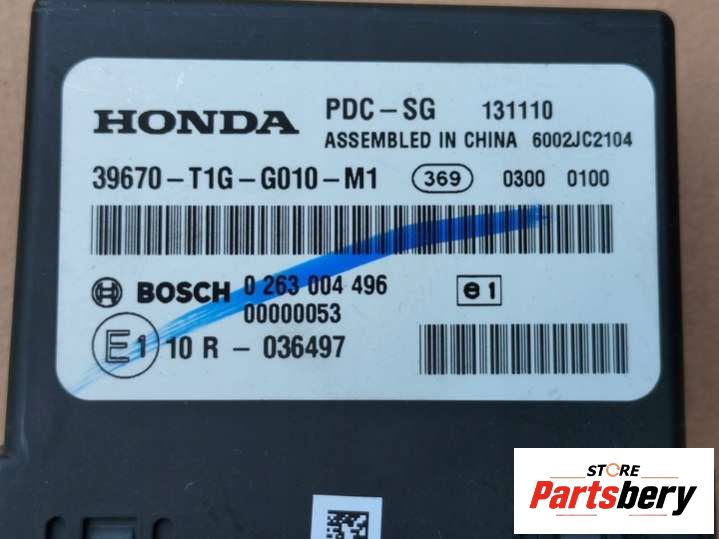 HONDA PDC-SG 131110
ASSEMBLED IN CHINA 6002JC2104
39670-T1G-G010-M1 369 0300 0100
BOSCH 0 263 004 496 e1
00000053
E1 10 R - 036497
STORE
Partsbery